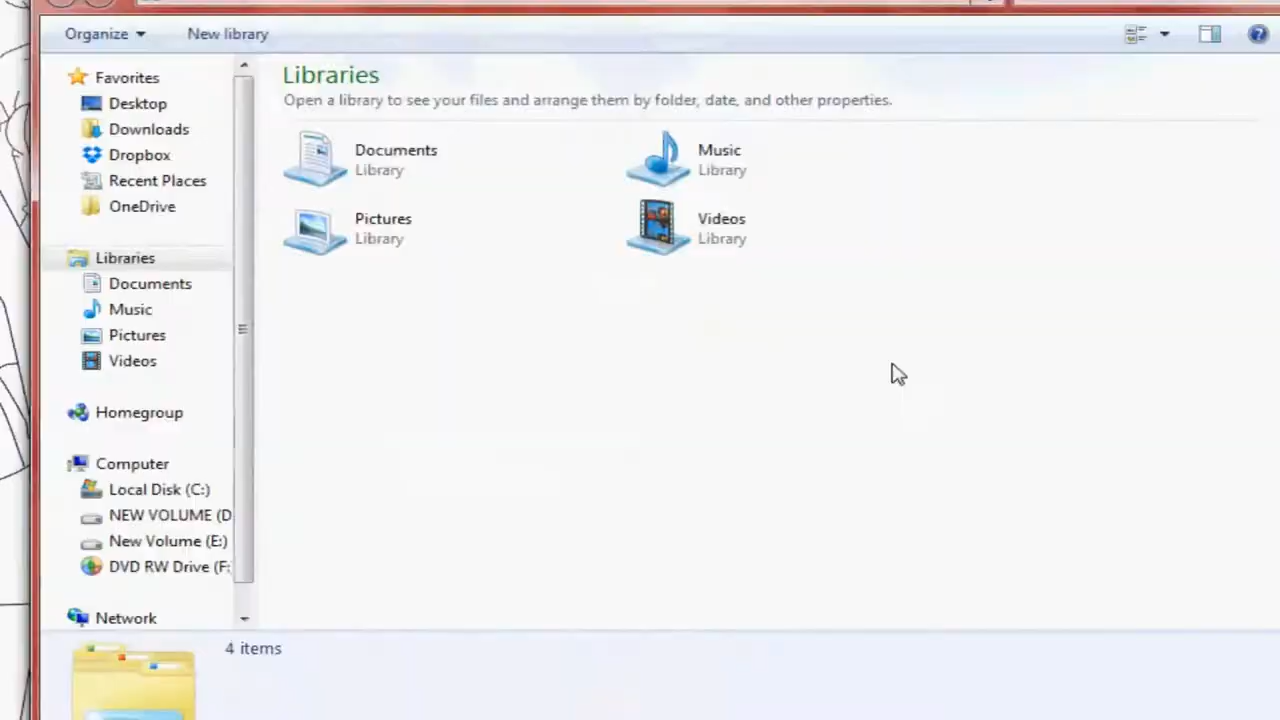 Organize
New library
Favorites
Desktop
Downloads
Dropbox
Recent Places
OneDrive
Libraries
Documents
Music
Pictures
Videos
Homegroup
Computer
Local Disk (C:)
NEW VOLUME (D
New Volume (E:)
DVD RW Drive (F:
Network
Libraries
Open a library to see your files and arrange them by folder, date, and other properties.
Documents
Library
Music
Library
Pictures
Library
Videos
Library
4 items